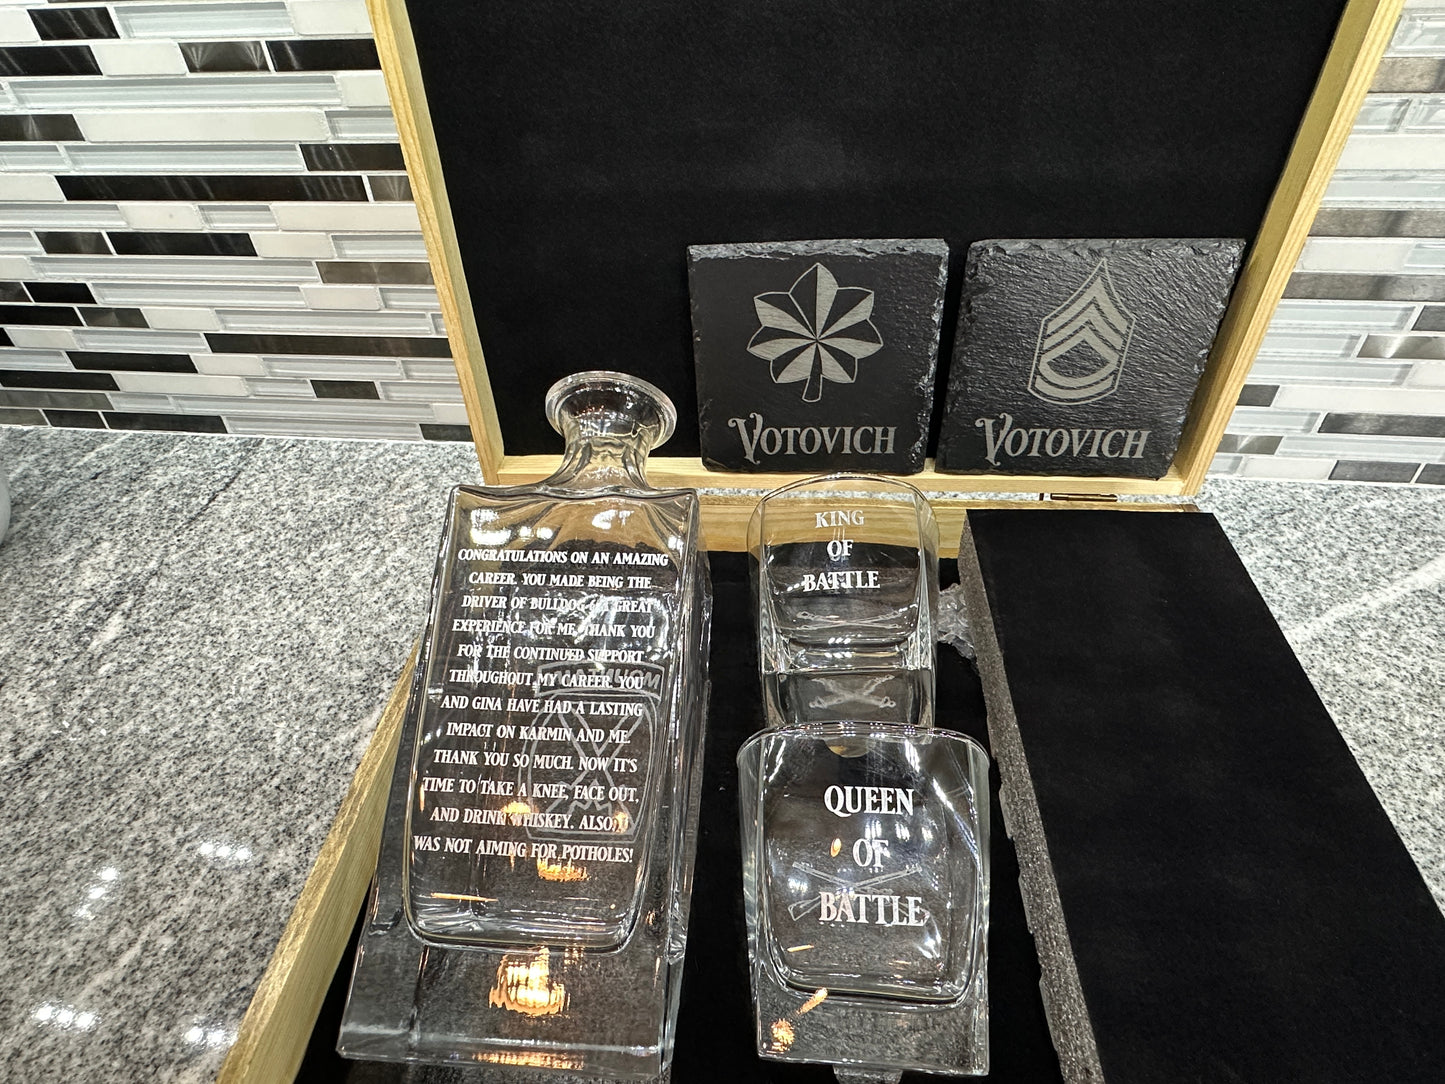 VOTOVICH
VOTOVICH
CONGRATULATIONS ON AN AMAZING
CAREER. YOU MADE BEING THE
DRIVER OF BULLDOG GREAT
EXPERIENCE FOR ME. THANK YOU
FOR THE CONTINUED SUPPORT
THROUGHOUT MY CAREER. YOU
AND GINA HAVE HAD A LASTING
IMPACT ON KARMIN AND ME.
THANK YOU SO MUCH. NOW IT'S
TIME TO TAKE A KNEE, FACE OUT,
AND DRINK WHISKEY. ALSO, I
WAS NOT AIMING FOR POTHOLES!
KING
OF
BATTLE
QUEEN
OF
BATTLE